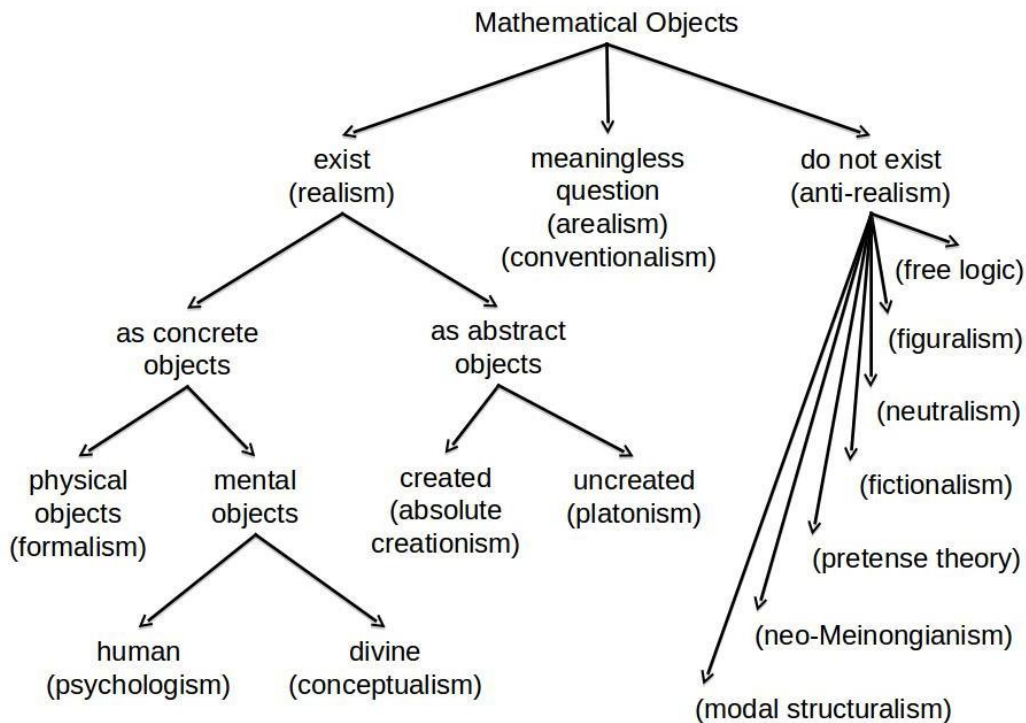 Mathematical Objects
exist
(realism)
meaningless
question
(arealism)
(conventionalism)
do not exist
(anti-realism)
as concrete
objects
as abstract
objects
(free logic)
(figuralism)
(neutralism)
(fictionalism)
(pretense theory)
(neo-Meinongianism)
(modal structuralism)
physical
objects
(formalism)
mental
objects
created
(absolute
creationism)
uncreated
(platonism)
human
(psychologism)
divine
(conceptualism)